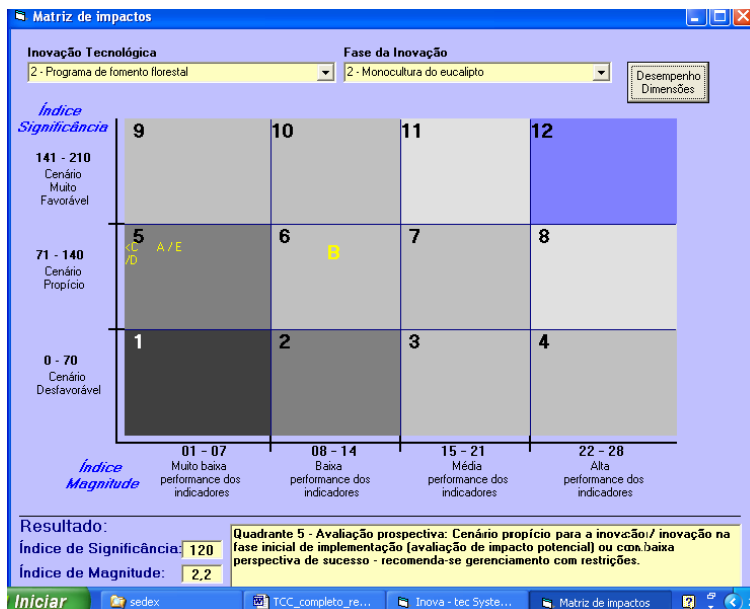 Matriz de impactos
Inovação Tecnológica
Fase da Inovação
2 - Programa de fomento florestal
2 - Monocultura do eucalipto
Desempenho
Dimensões
Índice
Significância
9
10
11
12
141 - 210
Cenário
Muito
Favorável
5
6
7
8
<C A / E
/D
B
71 - 140
Cenário
Propício
1
2
3
4
0 - 70
Cenário
Desfavorável
01 - 07
08 - 14
15 - 21
22 - 28
Índice
Magnitude
Muito baixa
performance dos
indicadores
Baixa
performance dos
indicadores
Média
performance dos
indicadores
Alta
performance dos
indicadores
Resultado:
Índice de Significância: 120
Índice de Magnitude: 2,2
Quadrante 5 - Avaliação prospectiva: Cenário propício para a inovação / inovação na
fase inicial de implementação (avaliação de impacto potencial) ou com baixa
perspectiva de sucesso - recomenda-se gerenciamento com restrições.
Iniciar
sedex
TCC_completo_re...
Inova - tec Syste...
Matriz de impactos